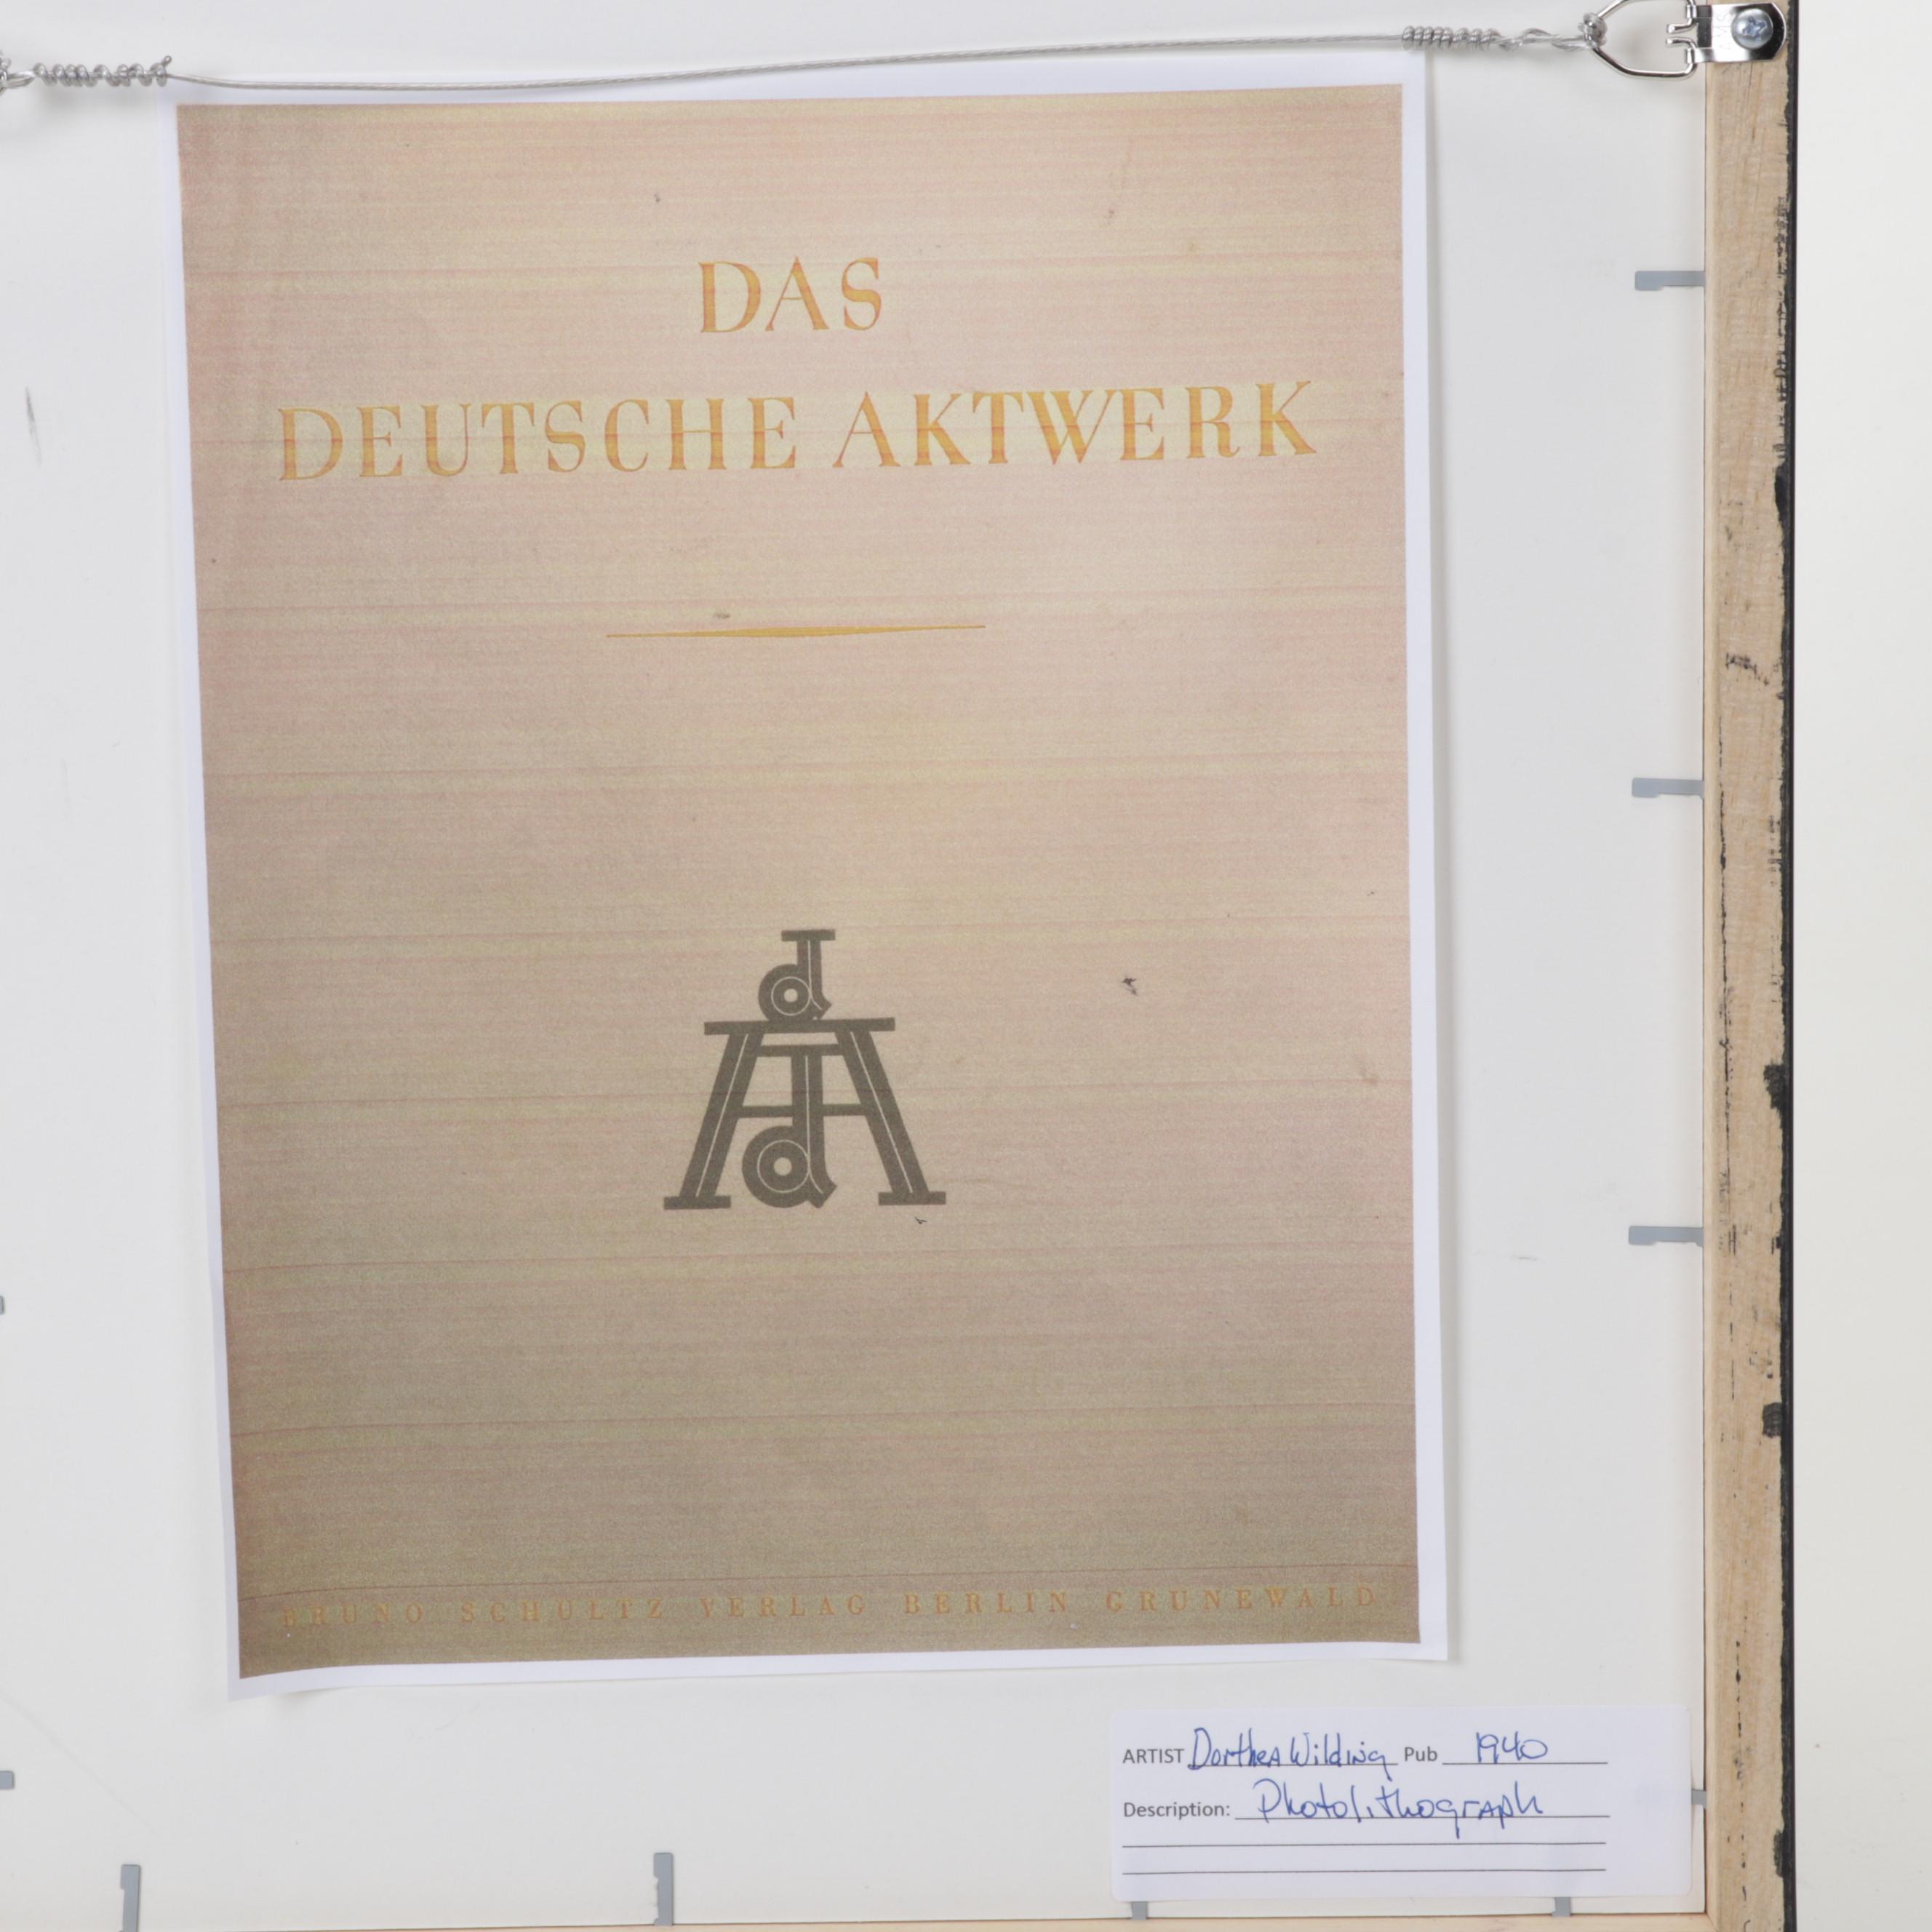 DAS
DEUTSCHE AKTWERK
d
A
d
BRUNO SCHULTZ VERLAG BERLIN GRUNEWALD
ARTIST Dorthea Wilding Pub 1940
Description: Photolithograph